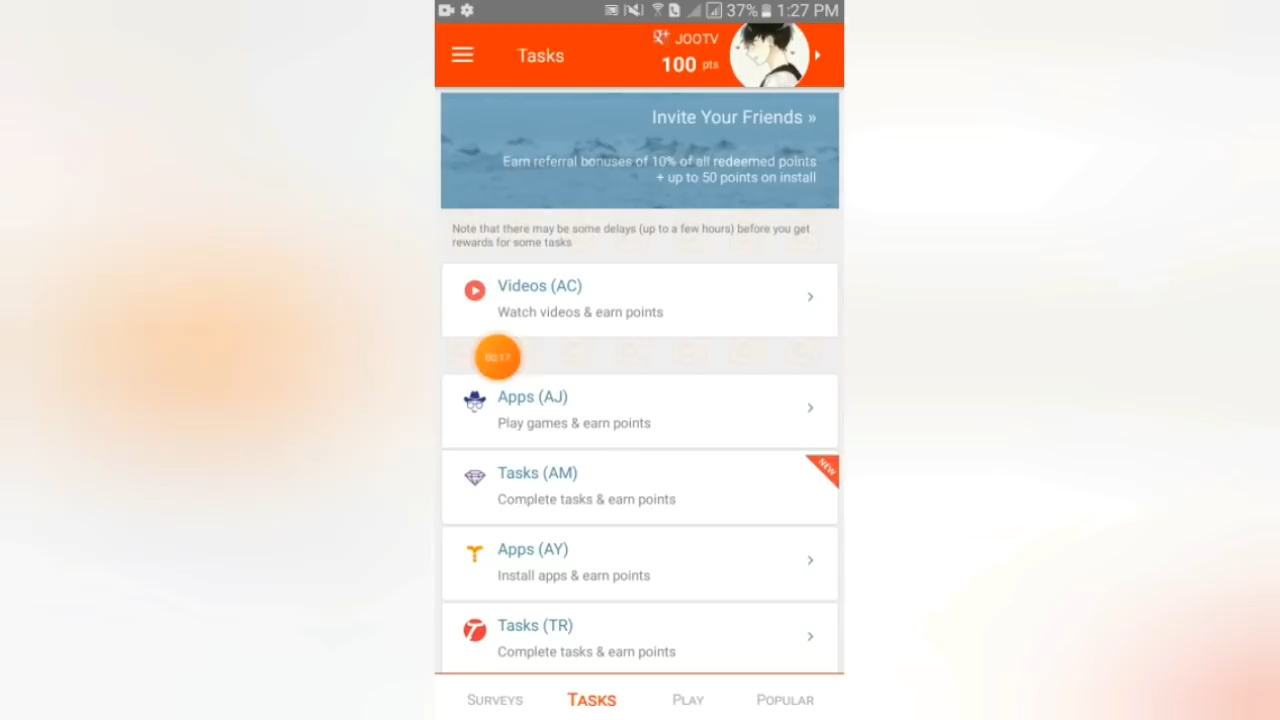 37% 1:27 PM
Tasks
g+ JOOTV
100 pts
Invite Your Friends »
Earn referral bonuses of 10% of all redeemed points
+ up to 50 points on install
Note that there may be some delays (up to a few hours) before you get
rewards for some tasks
Videos (AC)
Watch videos & earn points
00:17
Apps (AJ)
Play games & earn points
Tasks (AM)
NEW
Complete tasks & earn points
Apps (AY)
Install apps & earn points
Tasks (TR)
Complete tasks & earn points
SURVEYS TASKS PLAY POPULAR